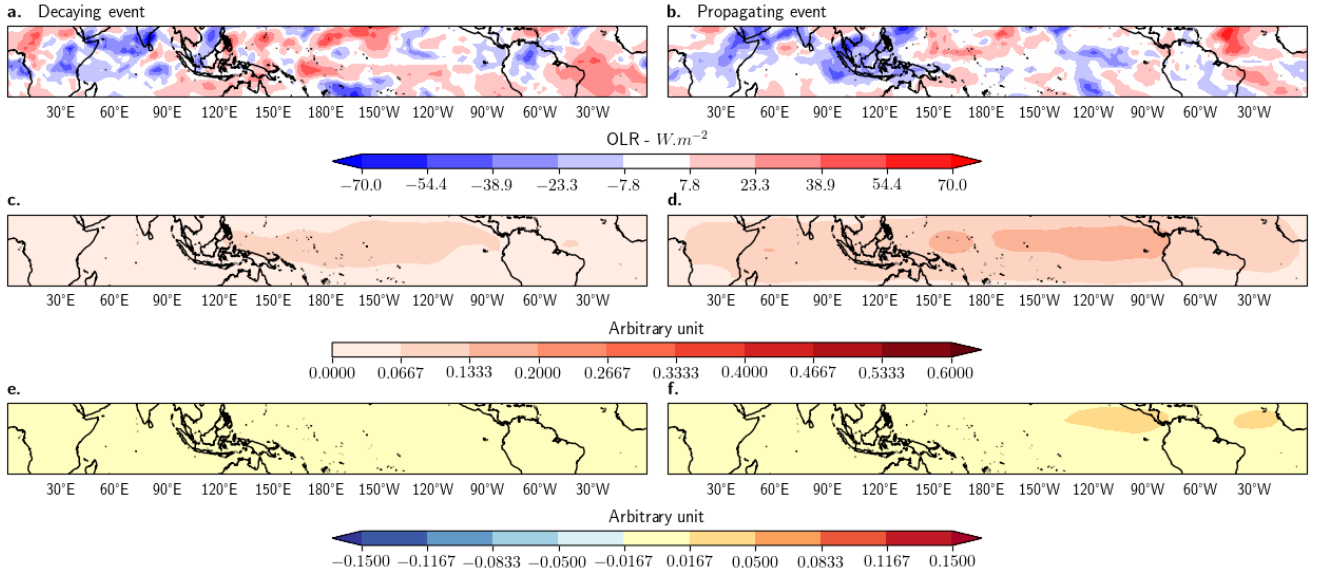 a. Decaying event
b. Propagating event
30°E 60°E 90°E 120°E 150°E 180°E 150°W 120°W 90°W 60°W 30°W
30°E 60°E 90°E 120°E 150°E 180°E 150°W 120°W 90°W 60°W 30°W
OLR - W.m⁻²
−70.0 −54.4 −38.9 −23.3 −7.8 7.8 23.3 38.9 54.4 70.0
c.
d.
30°E 60°E 90°E 120°E 150°E 180°E 150°W 120°W 90°W 60°W 30°W
30°E 60°E 90°E 120°E 150°E 180°E 150°W 120°W 90°W 60°W 30°W
Arbitrary unit
0.0000 0.0667 0.1333 0.2000 0.2667 0.3333 0.4000 0.4667 0.5333 0.6000
e.
f.
30°E 60°E 90°E 120°E 150°E 180°E 150°W 120°W 90°W 60°W 30°W
30°E 60°E 90°E 120°E 150°E 180°E 150°W 120°W 90°W 60°W 30°W
Arbitrary unit
−0.1500 −0.1167 −0.0833 −0.0500 −0.0167 0.0167 0.0500 0.0833 0.1167 0.1500